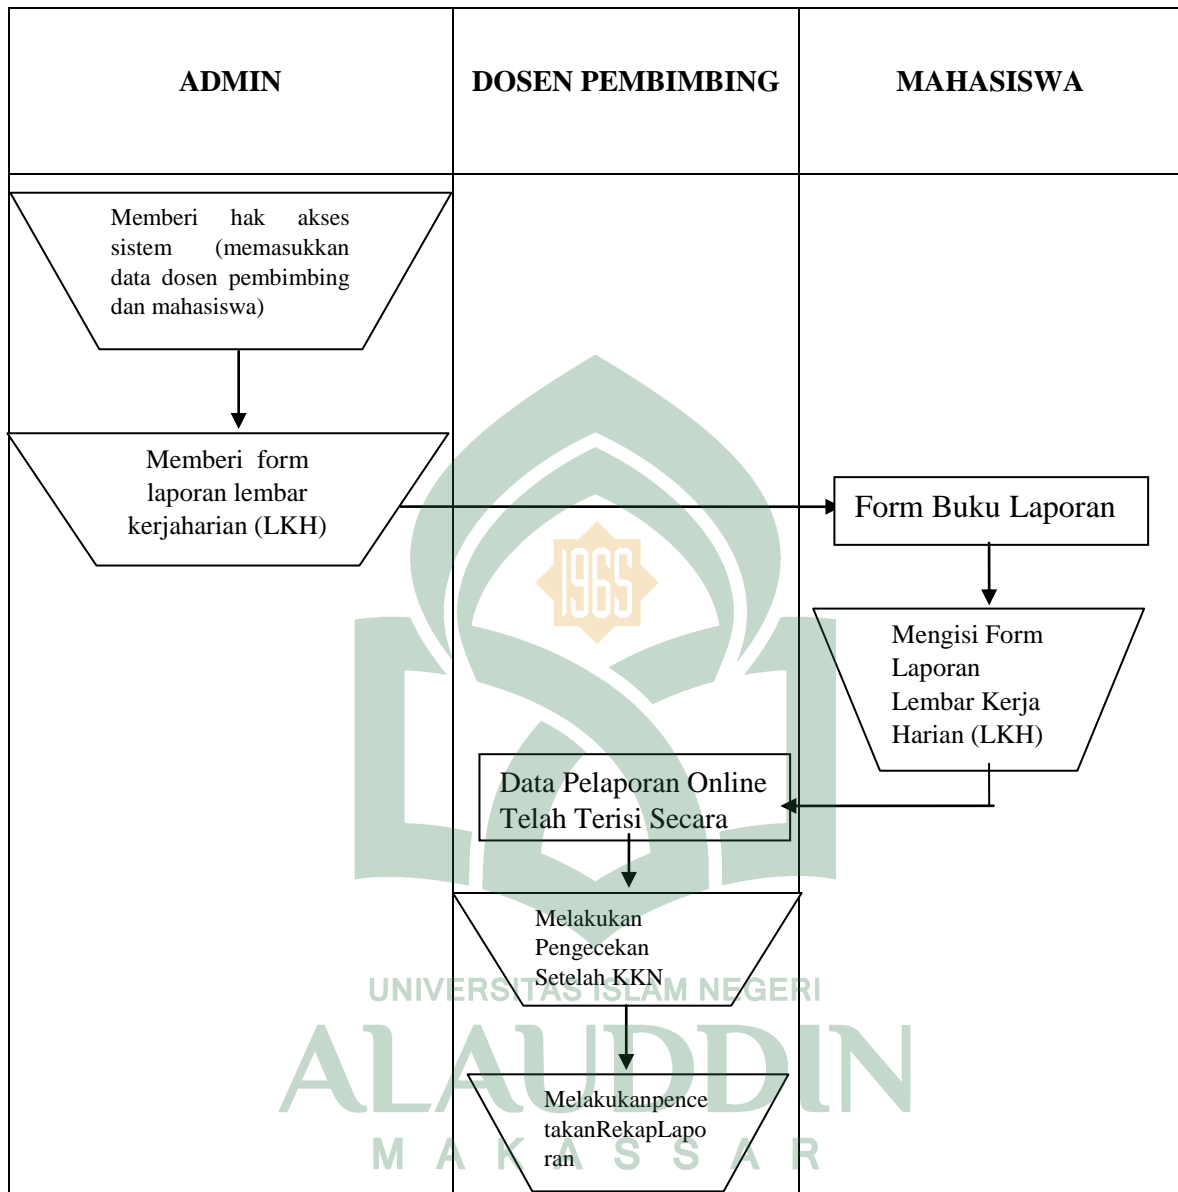 ADMIN
DOSEN PEMBIMBING
MAHASISWA
Memberi hak akses
sistem (memasukkan
data dosen pembimbing
dan mahasiswa)
Memberi form
laporan lembar
kerjaharian (LKH)
Form Buku Laporan
1965
Mengisi Form
Laporan
Lembar Kerja
Harian (LKH)
Data Pelaporan Online
Telah Terisi Secara
Melakukan
Pengecekan
Setelah KKN
UNIVERSITAS ISLAM NEGERI
ALAUDDIN
MAKASSAR
Melakukanpence
takanRekapLapo
ran